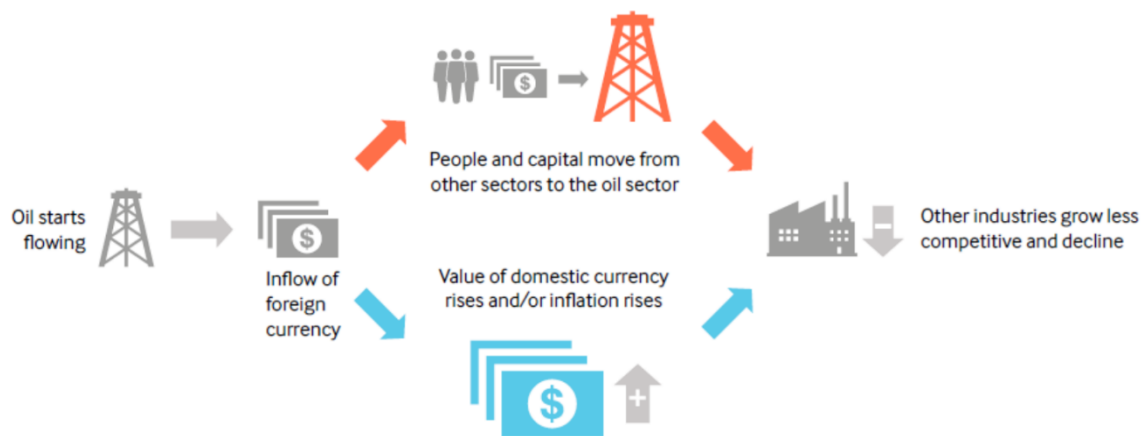 Oil starts
flowing
Inflow of
foreign
currency
$
People and capital move from
other sectors to the oil sector
$
Value of domestic currency
rises and/or inflation rises
$
+
Other industries grow less
competitive and decline
-